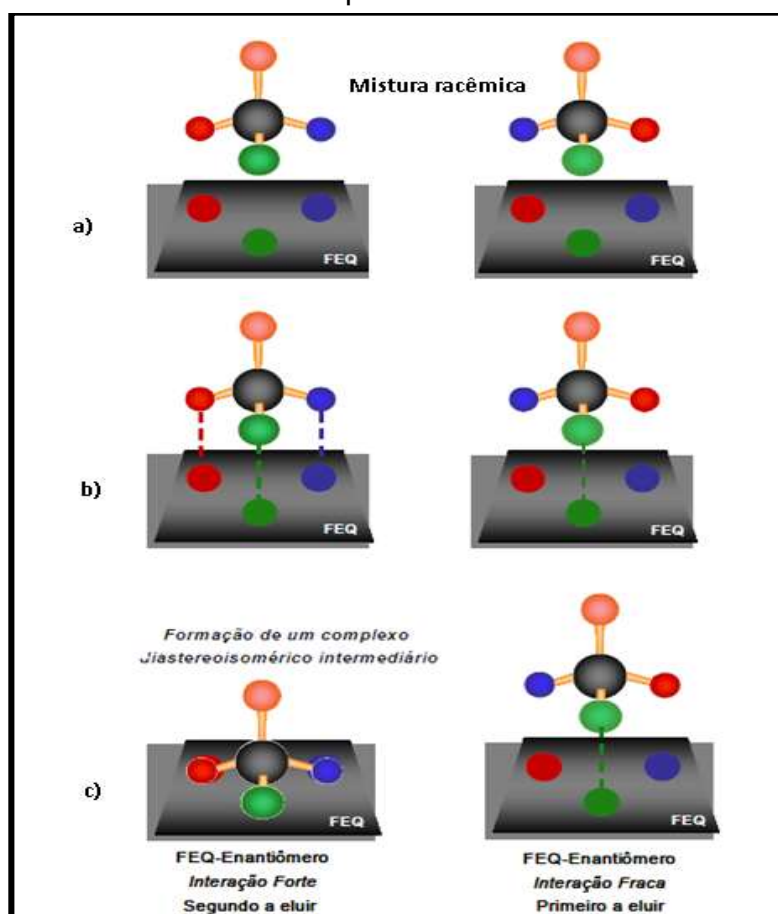 Mistura racêmica
a)
FEQ
FEQ
b)
FEQ
FEQ
Formação de um complexo
Jiastereoisomérico intermediário
c)
FEQ
FEQ
FEQ-Enantiômero
Interação Forte
Segundo a eluir
FEQ-Enantiômero
Interação Fraca
Primeiro a eluir